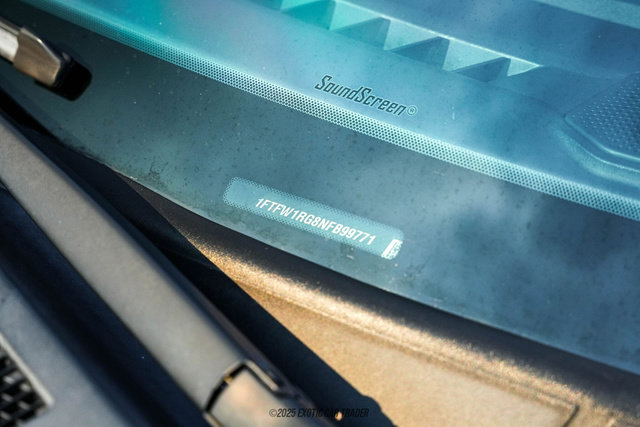 SoundScreen®
1FTFW1RG8NFB99771
©2025 EXOTIC CAR TRADER